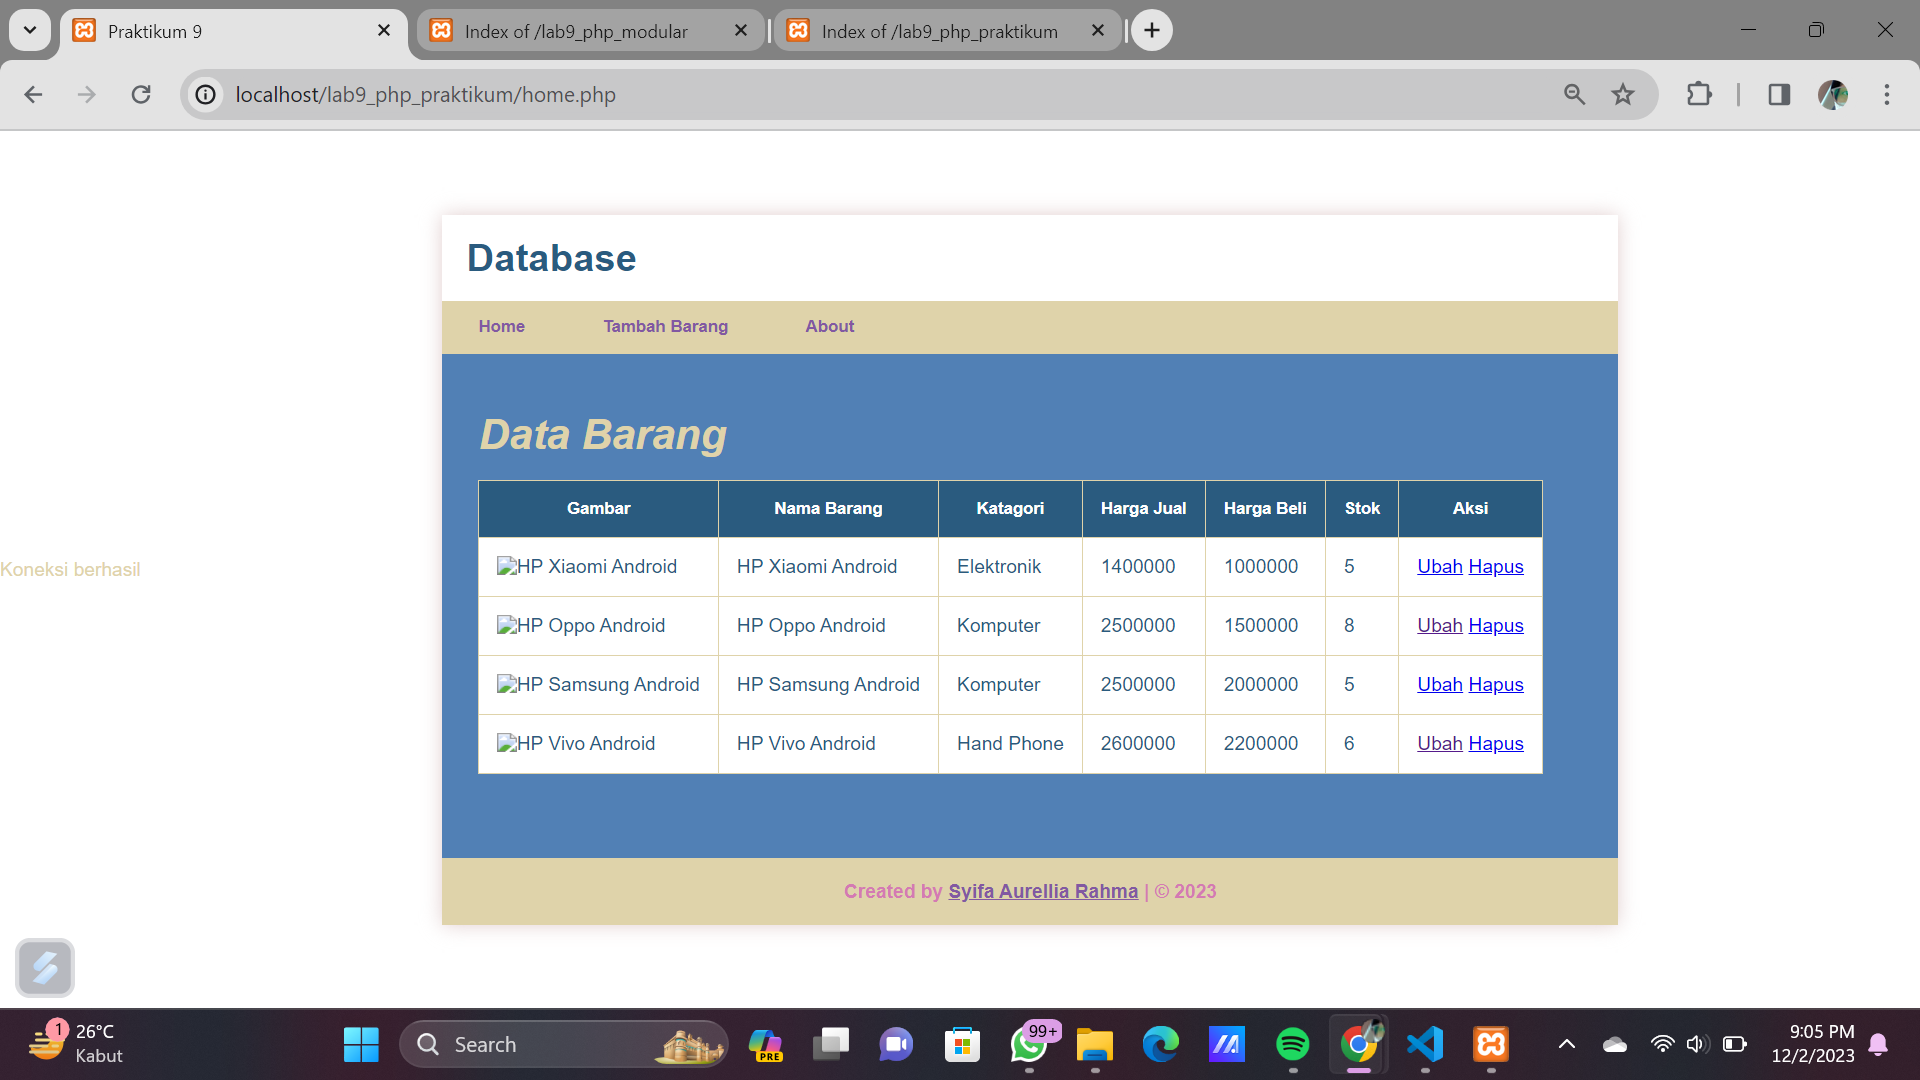 Praktikum 9
Index of /lab9_php_modular
Index of /lab9_php_praktikum
localhost/lab9_php_praktikum/home.php
Database
Home Tambah Barang About
Data Barang
Gambar Nama Barang Katagori Harga Jual Harga Beli Stok Aksi
HP Xiaomi Android HP Xiaomi Android Elektronik 1400000 1000000 5 Ubah Hapus
Koneksi berhasil
HP Oppo Android HP Oppo Android Komputer 2500000 1500000 8 Ubah Hapus
HP Samsung Android HP Samsung Android Komputer 2500000 2000000 5 Ubah Hapus
HP Vivo Android HP Vivo Android Hand Phone 2600000 2200000 6 Ubah Hapus
Created by Syifa Aurellia Rahma | © 2023
1
26°C
Kabut
Search
PRE
99+
9:05 PM
12/2/2023